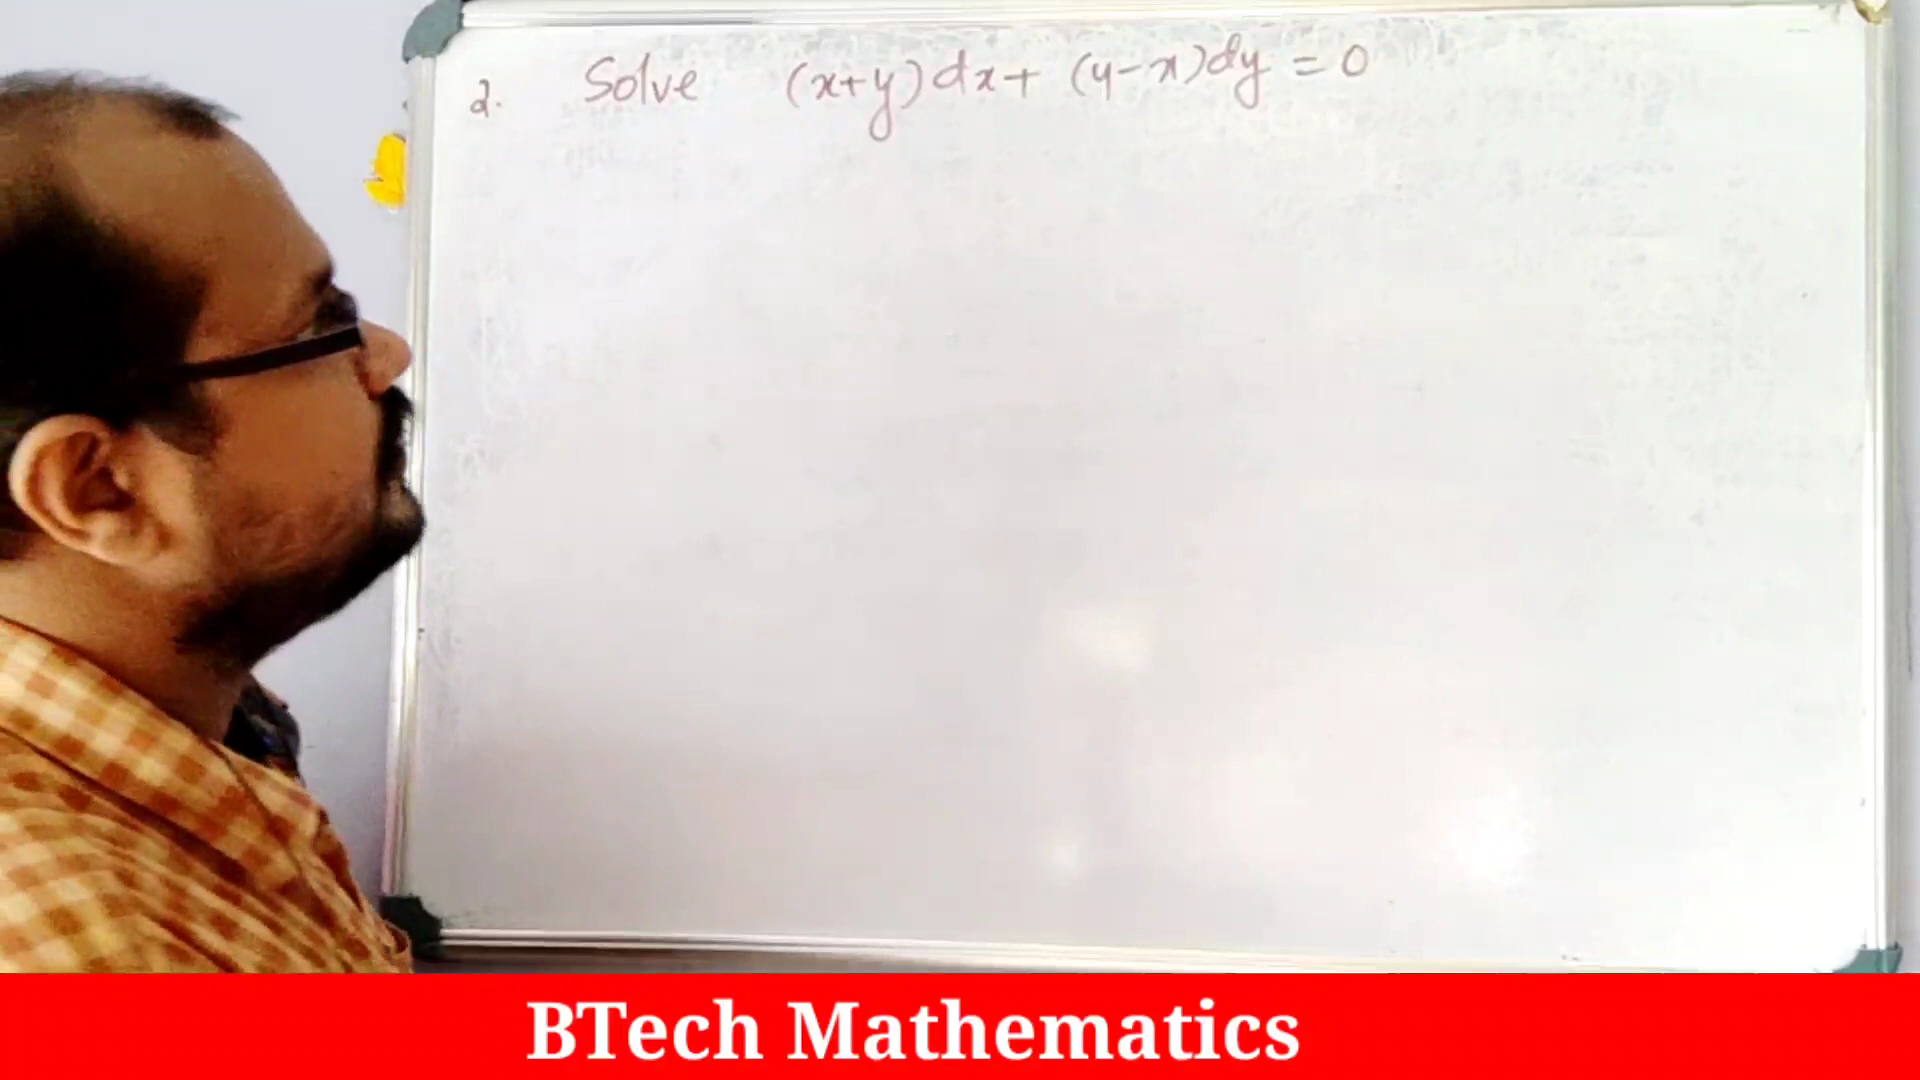 2. Solve (x+y)dx+ (y-x)dy = 0
BTech Mathematics